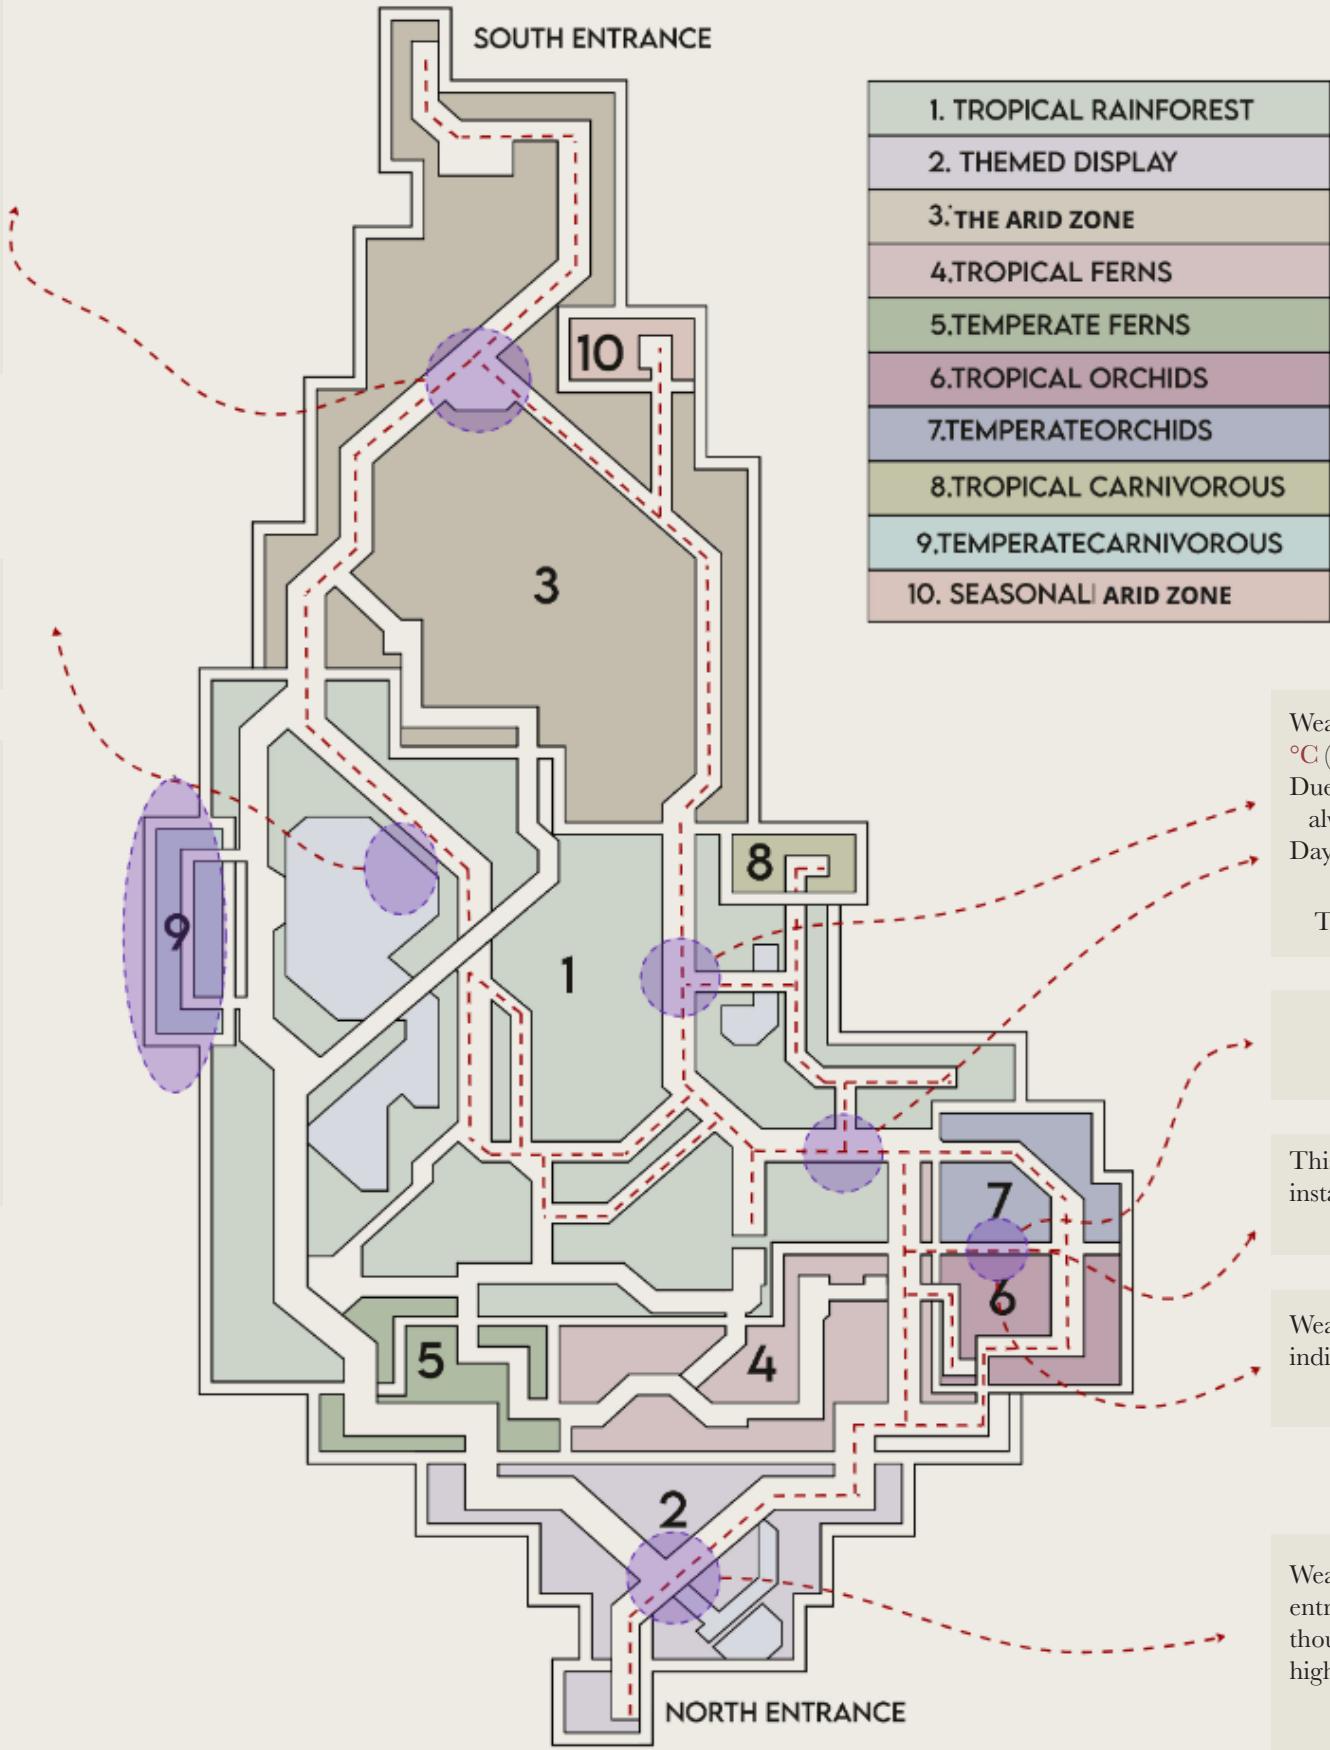 SOUTH ENTRANCE
1. TROPICAL RAINFOREST
2. THEMED DISPLAY
3. THE ARID ZONE
4.TROPICAL FERNS
5.TEMPERATE FERNS
6.TROPICAL ORCHIDS
7.TEMPERATEORCHIDS
8.TROPICAL CARNIVOROUS
9.TEMPERATECARNIVOROUS
10. SEASONAL ARID ZONE
10
3
8
9
1
7
6
5
4
2
NORTH ENTRANCE
°C (
Due
Day
T